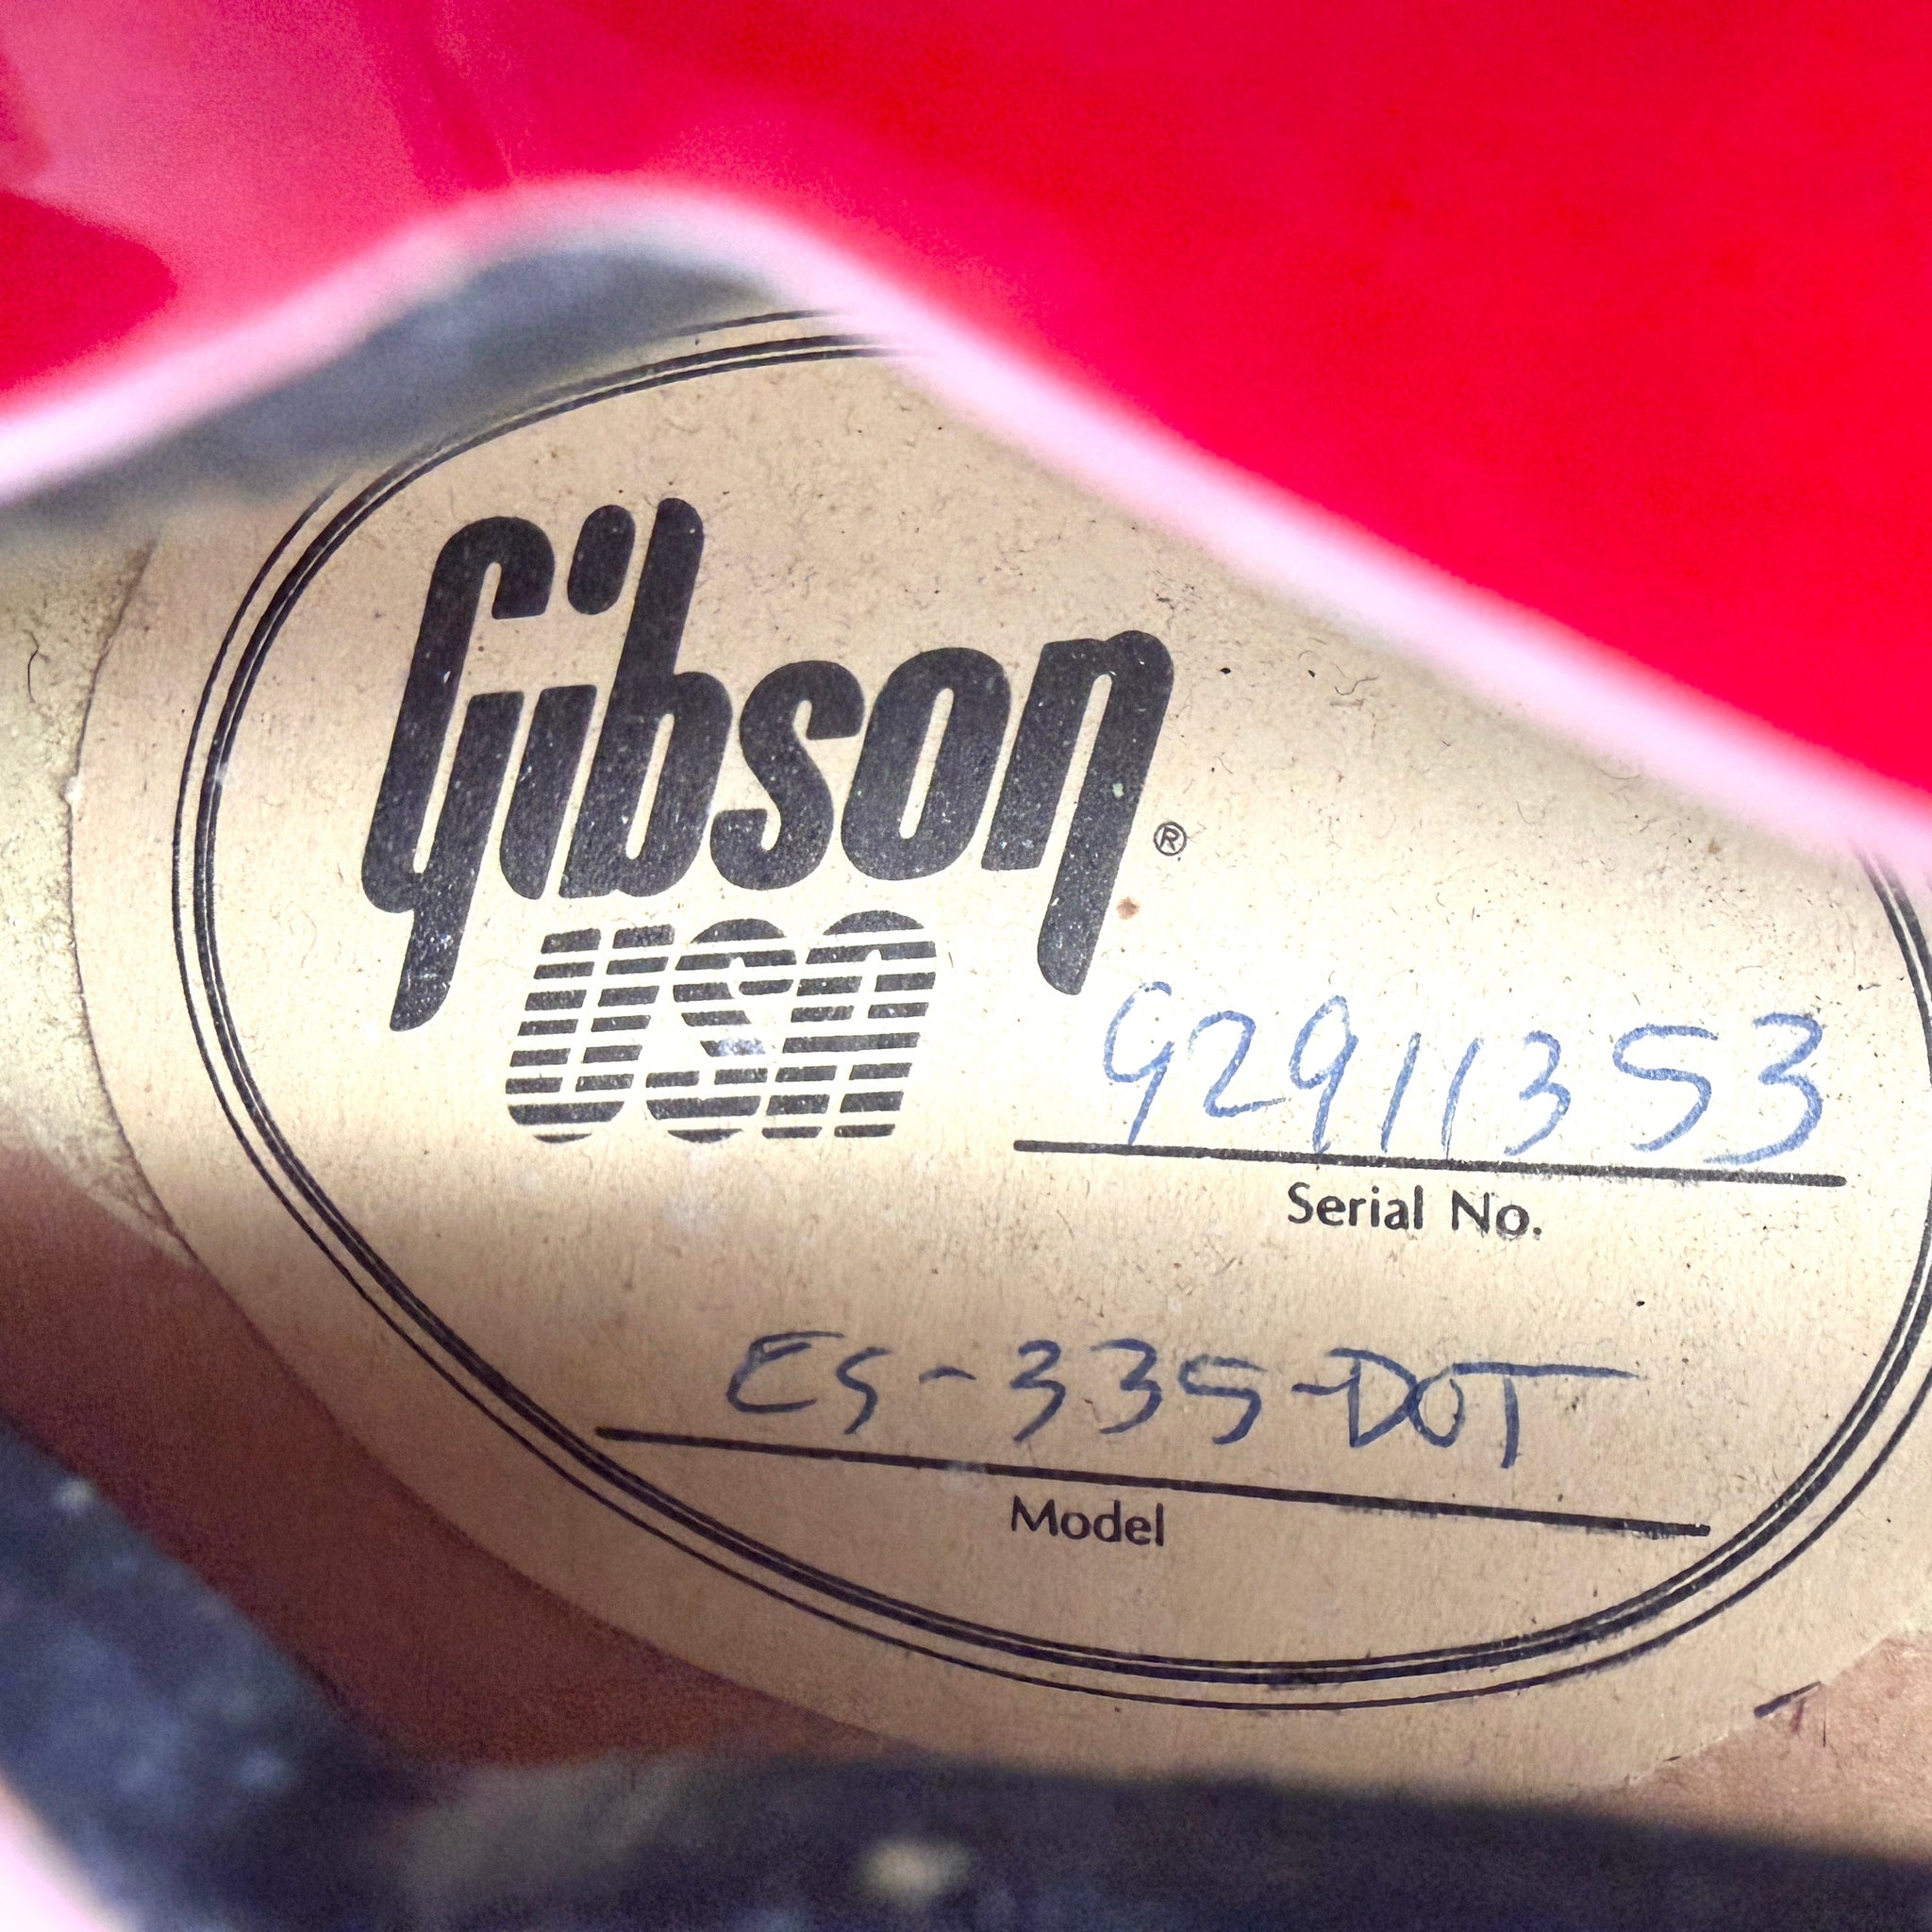 Gibson®
USA
92911353
Serial No.
ES-335-DOT
Model